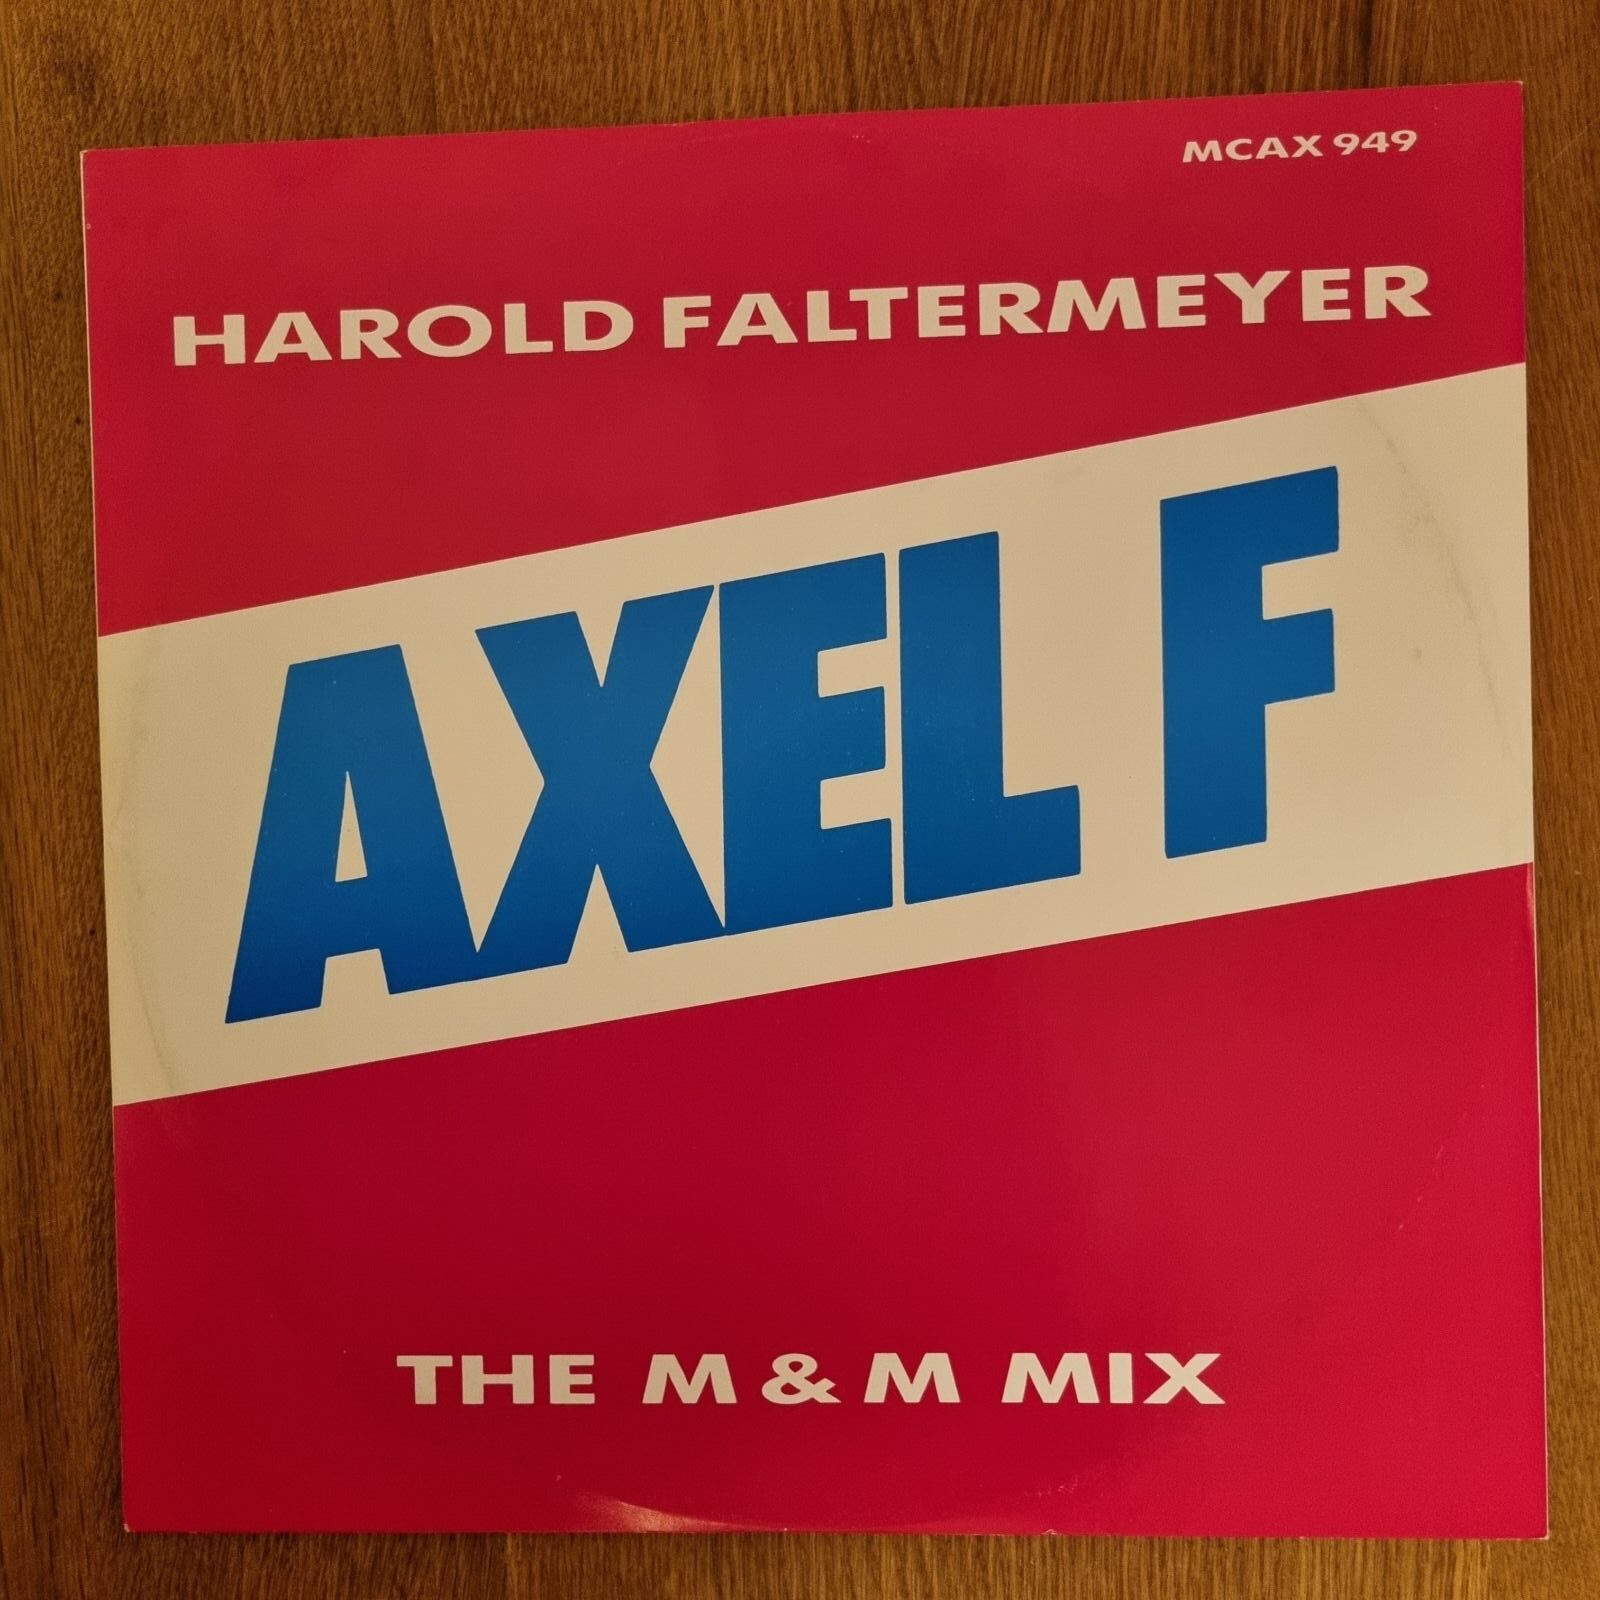 MCAX 949
HAROLD FALTERMEYER
AXEL F
THE M & M MIX